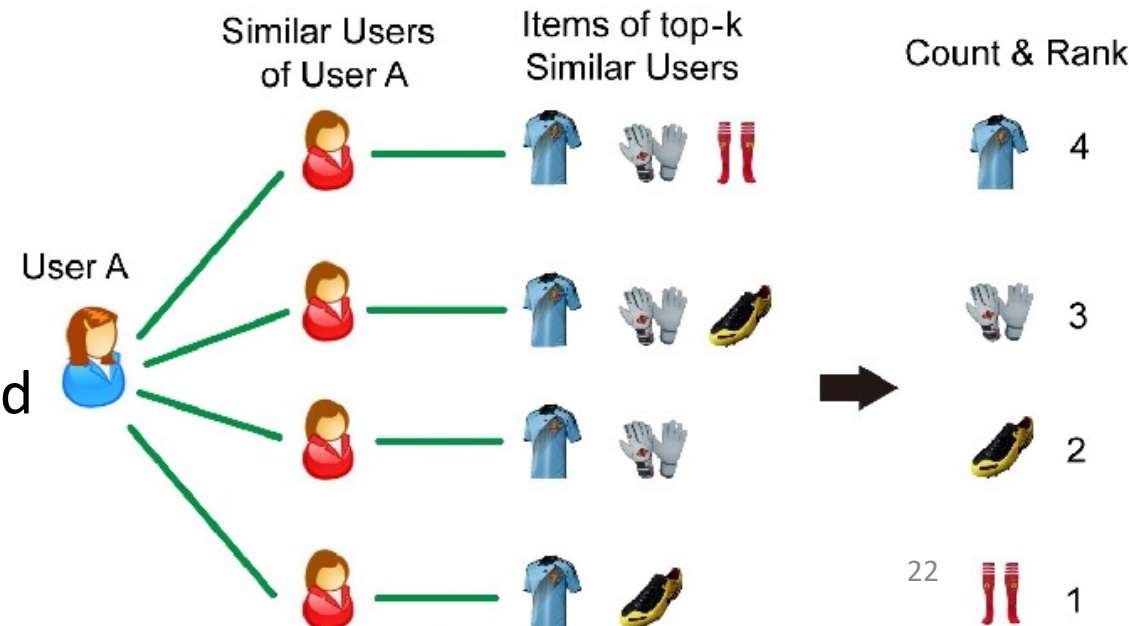 Similar Users
of User A
Items of top-k
Similar Users
Count & Rank
4
User A
3
d
2
22
1